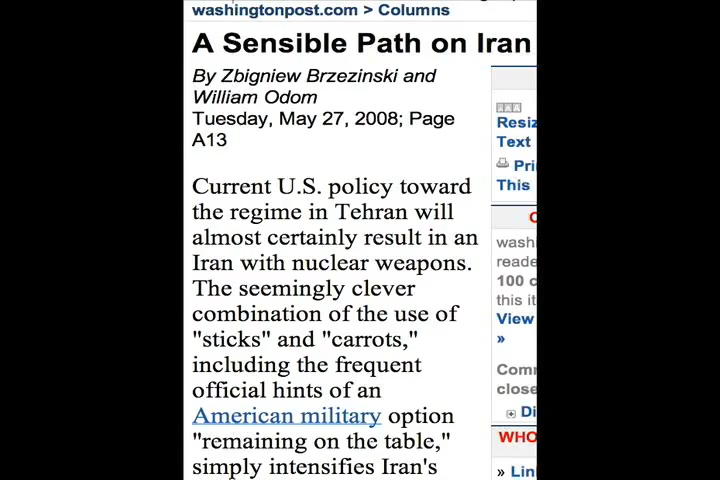 washingtonpost.com > Columns
A Sensible Path on Iran
By Zbigniew Brzezinski and
William Odom
Tuesday, May 27, 2008; Page
A13
Current U.S. policy toward
the regime in Tehran will
almost certainly result in an
Iran with nuclear weapons.
The seemingly clever
combination of the use of
"sticks" and "carrots,"
including the frequent
official hints of an
American military option
"remaining on the table,"
simply intensifies Iran's
Text
This
this it
View
»
WHO
»